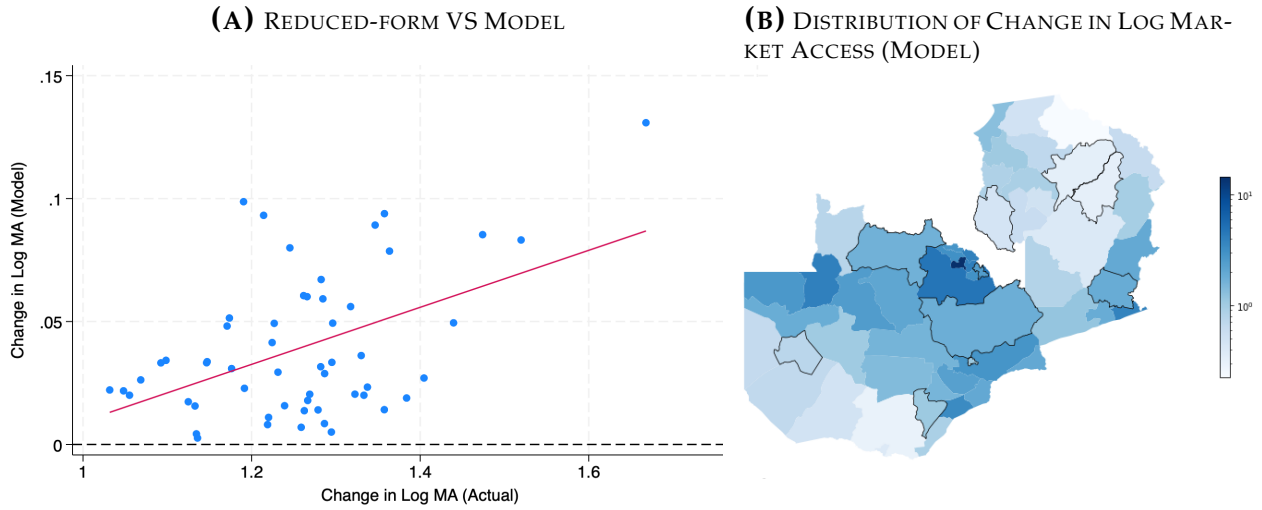 (A) REDUCED-FORM VS MODEL
.15
.1
.05
0
1
1.2
1.4
1.6
Change in Log MA (Model)
Change in Log MA (Actual)
(B) DISTRIBUTION OF CHANGE IN LOG MAR-
KET ACCESS (MODEL)
10¹
10⁰